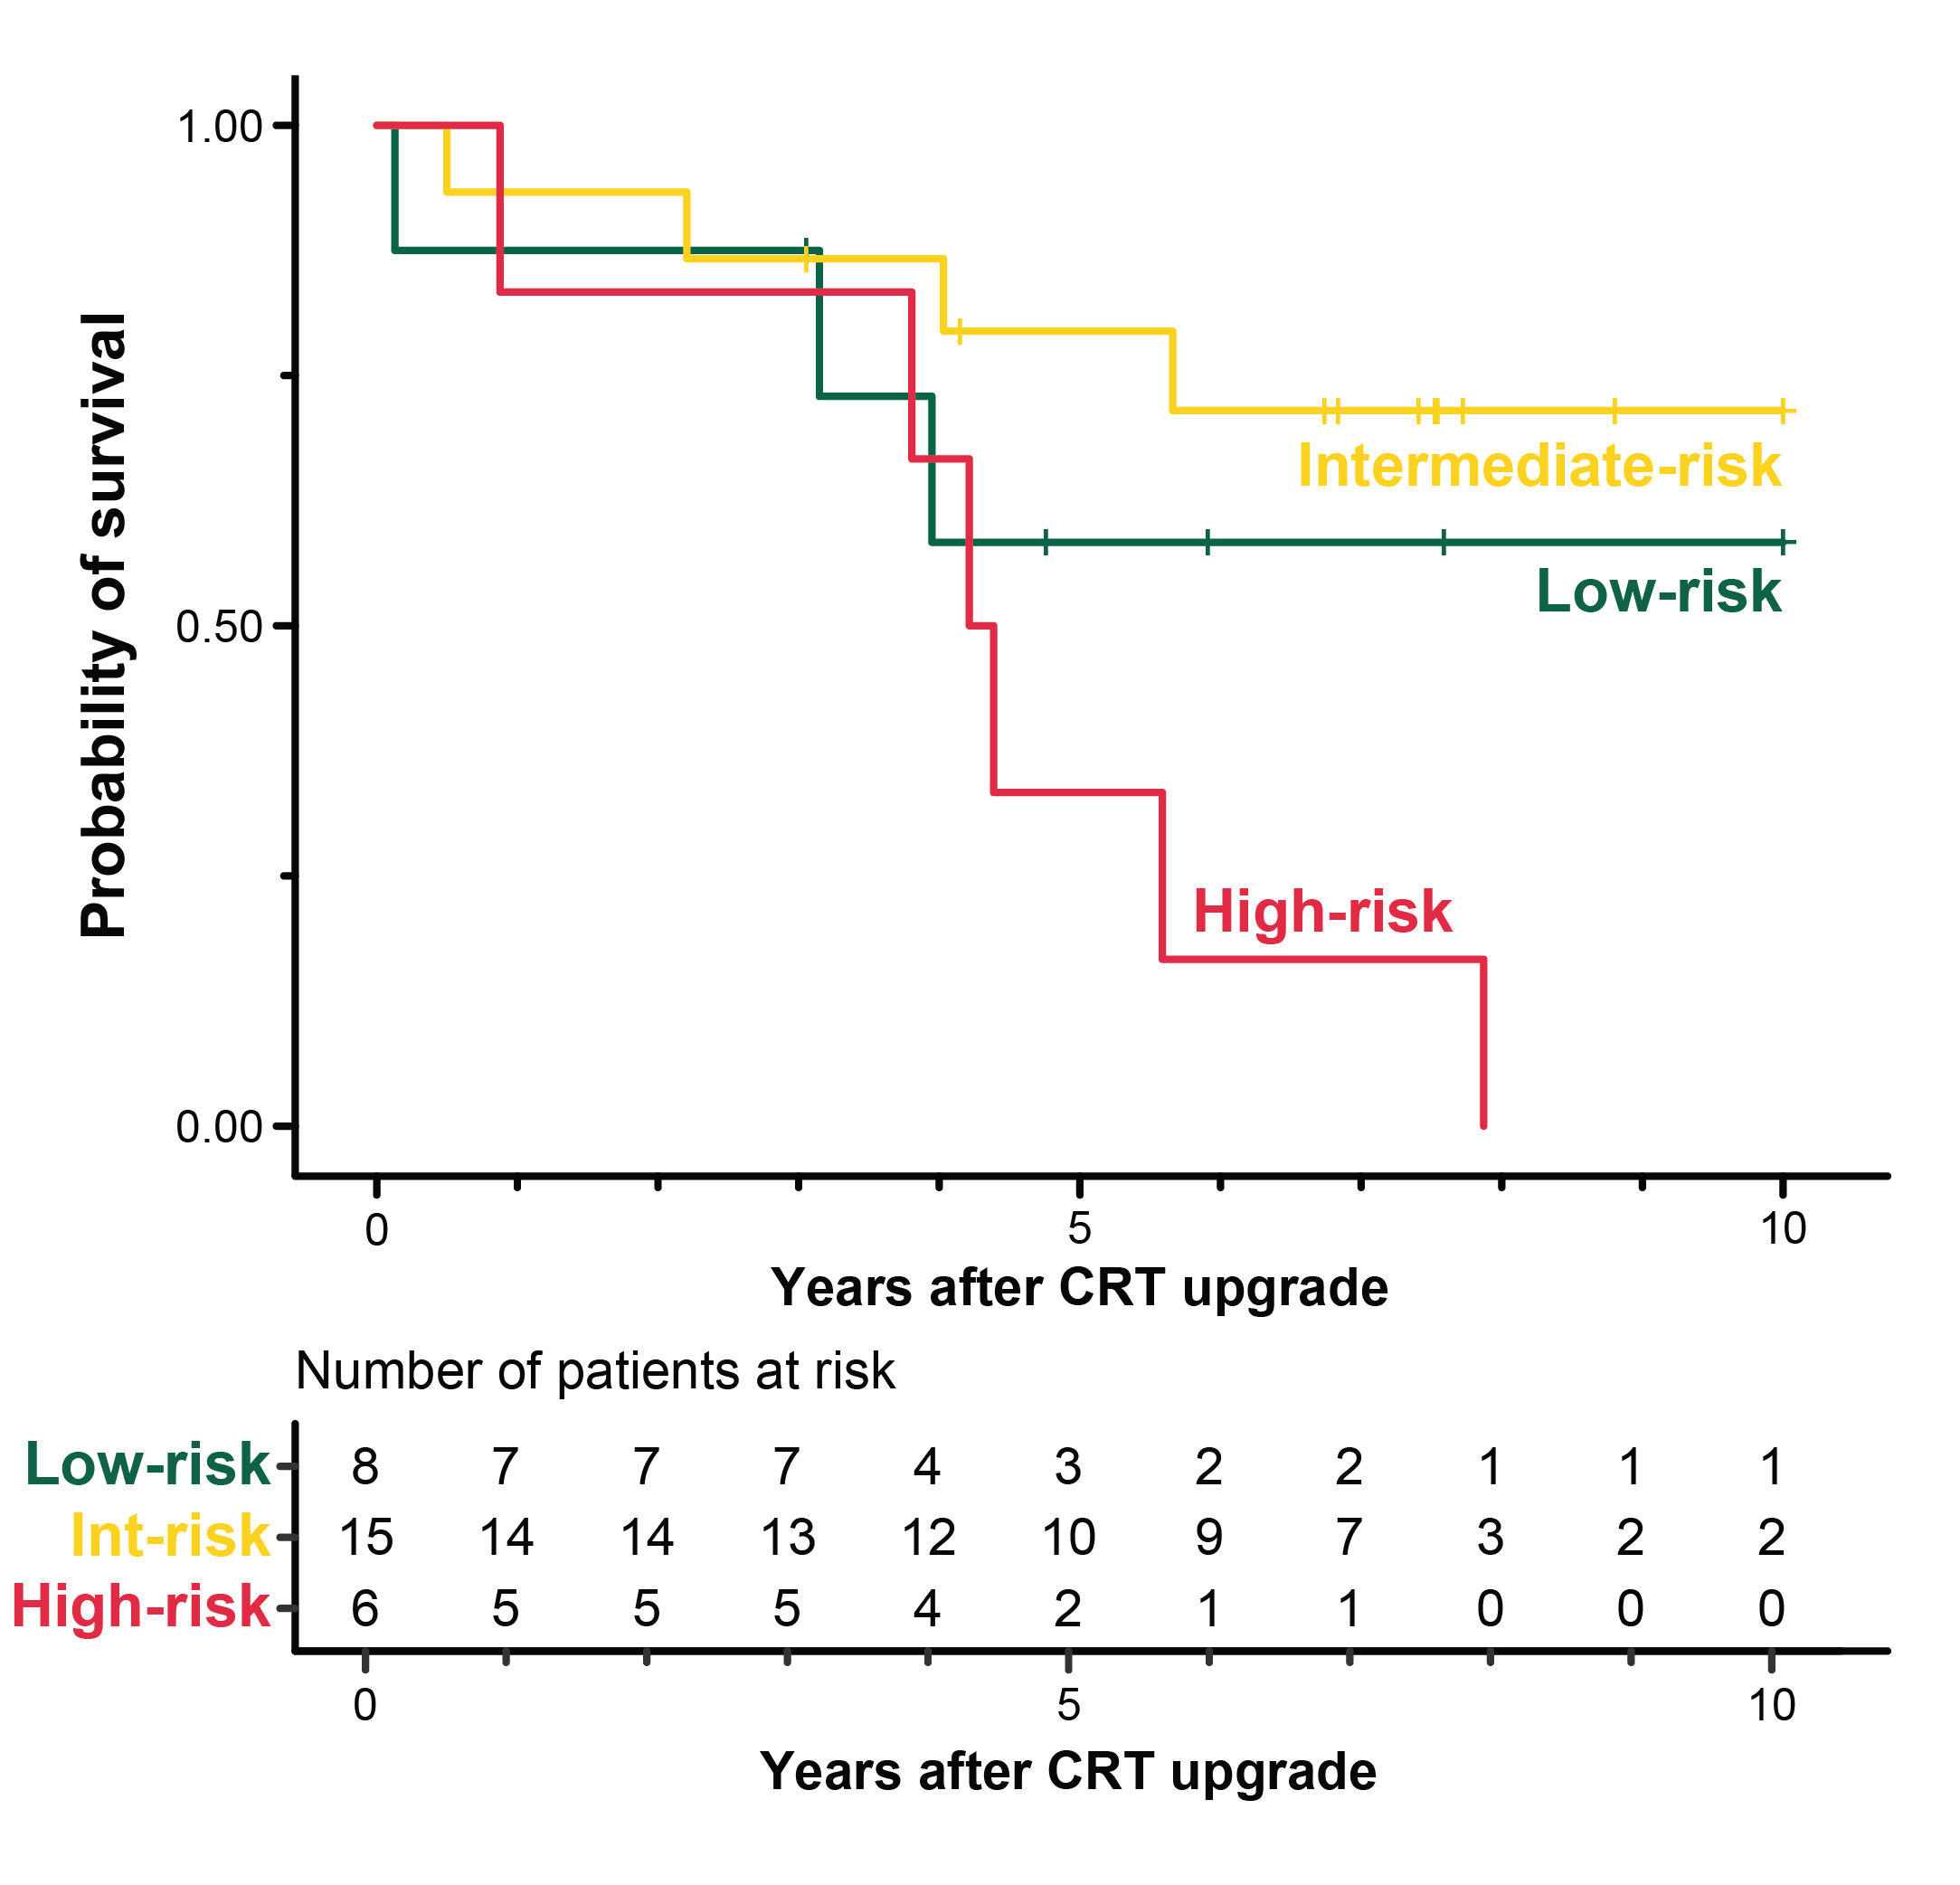 1.00
0.50
0.00
Probability of survival
Intermediate-risk
Low-risk
High-risk
0 5 10
Years after CRT upgrade
Number of patients at risk
Low-risk 8 7 7 7 4 3 2 2 1 1 1
Int-risk 15 14 14 13 12 10 9 7 3 2 2
High-risk 6 5 5 5 4 2 1 1 0 0 0
0 5 10
Years after CRT upgrade